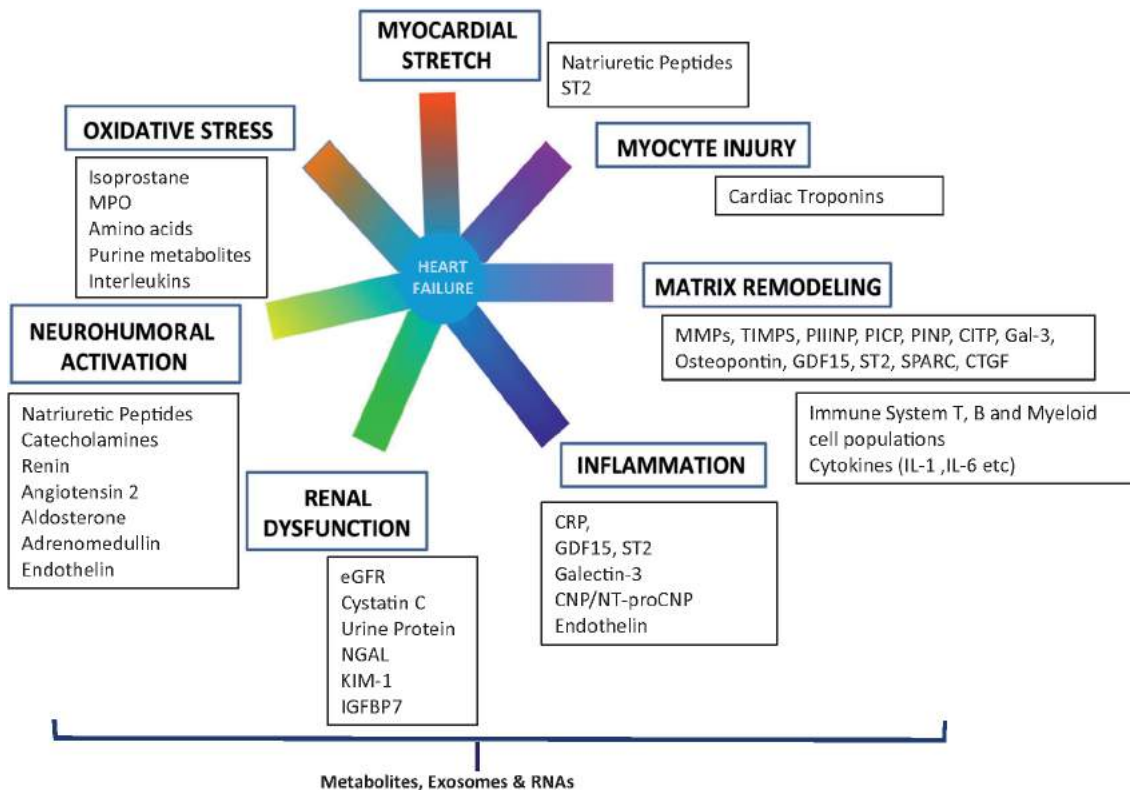 MYOCARDIAL
STRETCH
Natriuretic Peptides
ST2
OXIDATIVE STRESS
Isoprostane
MPO
Amino acids
Purine metabolites
Interleukins
MYOCYTE INJURY
Cardiac Troponins
HEART
FAILURE
MATRIX REMODELING
MMPs, TIMPS, PIIINP, PICP, PINP, CITP, Gal-3,
Osteopontin, GDF15, ST2, SPARC, CTGF
NEUROHUMORAL
ACTIVATION
Natriuretic Peptides
Catecholamines
Renin
Angiotensin 2
Aldosterone
Adrenomedullin
Endothelin
Immune System T, B and Myeloid
cell populations
Cytokines (IL-1 ,IL-6 etc)
INFLAMMATION
CRP,
GDF15, ST2
Galectin-3
CNP/NT-proCNP
Endothelin
RENAL
DYSFUNCTION
eGFR
Cystatin C
Urine Protein
NGAL
KIM-1
IGFBP7
Metabolites, Exosomes & RNAs